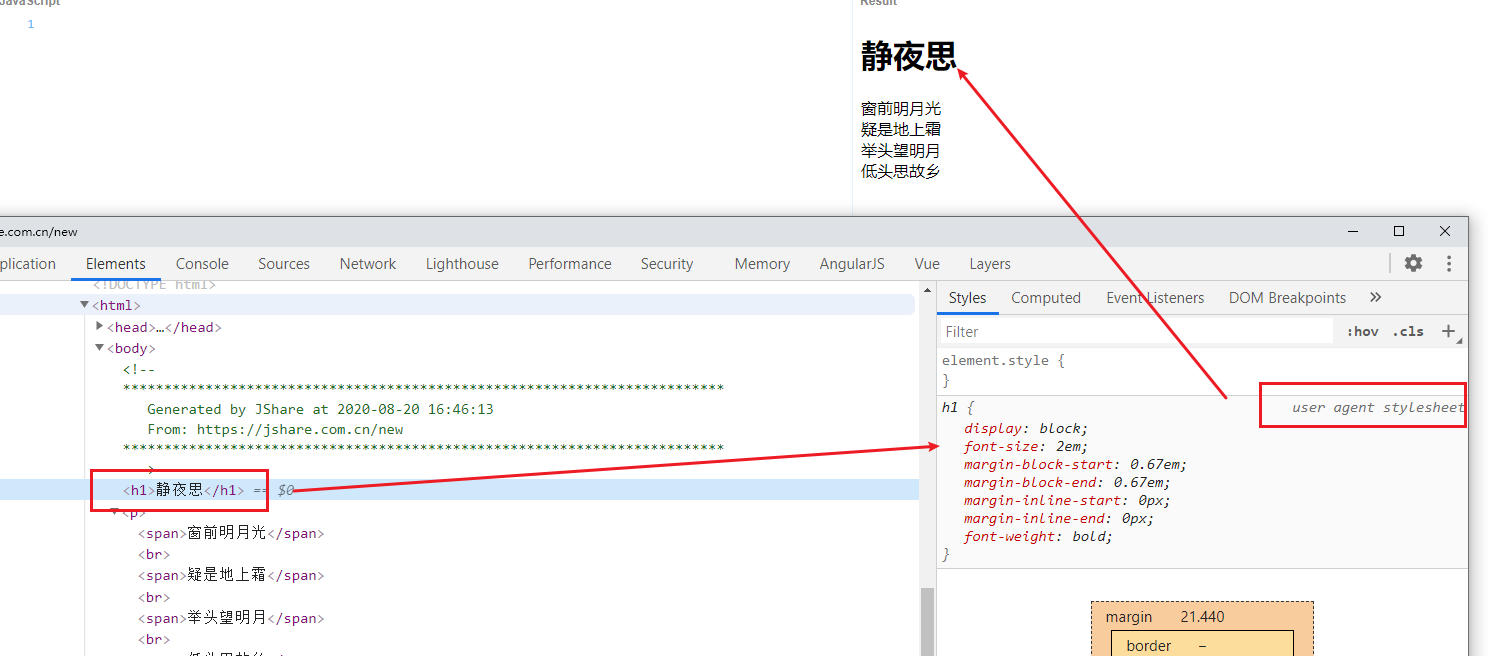 JavaScript
Result
1
静夜思
窗前明月光
疑是地上霜
举头望明月
低头思故乡
e.com.cn/new
plication Elements Console Sources Network Lighthouse Performance Security Memory AngularJS Vue Layers
<!DOCTYPE html>
<html>
<head>…</head>
<body>
<!--
**************************************************************************
Generated by JShare at 2020-08-20 16:46:13
From: https://jshare.com.cn/new
**************************************************************************
>
<h1>静夜思</h1> == $0
<p>
<span>窗前明月光</span>
<br>
<span>疑是地上霜</span>
<br>
<span>举头望明月</span>
<br>
Styles Computed Event Listeners DOM Breakpoints »
Filter :hov .cls +
element.style {
}
h1 { user agent stylesheet
display: block;
font-size: 2em;
margin-block-start: 0.67em;
margin-block-end: 0.67em;
margin-inline-start: 0px;
margin-inline-end: 0px;
font-weight: bold;
}
margin 21.440
border –